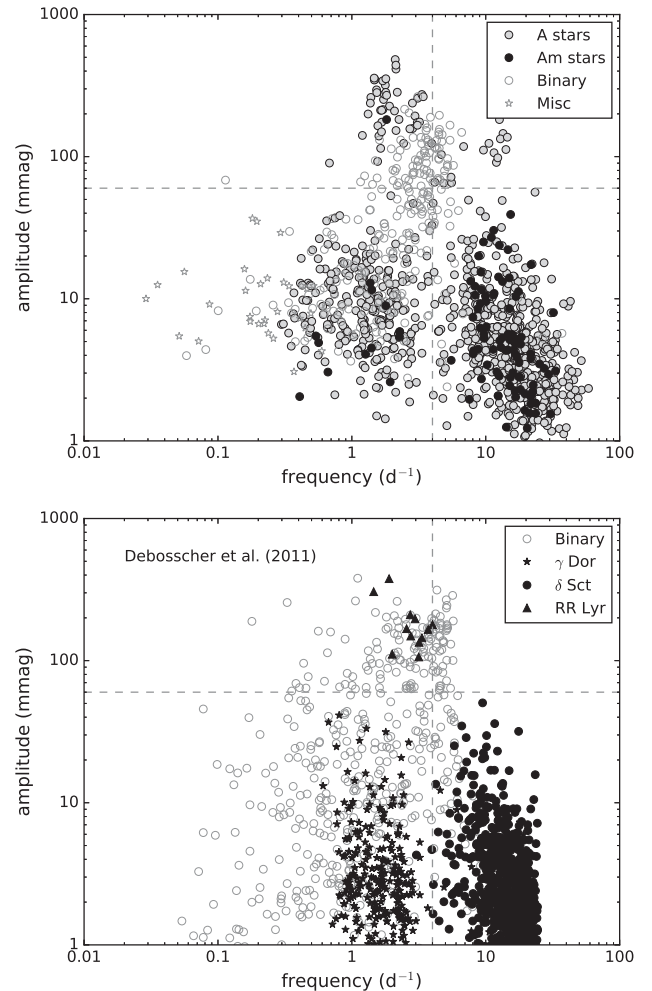 1000
100
10
1
amplitude (mmag)
A stars
Am stars
Binary
Misc
0.01 0.1 1 10 100
frequency (d⁻¹)
1000
100
10
1
amplitude (mmag)
Debosscher et al. (2011)
Binary
γ Dor
δ Sct
RR Lyr
0.01 0.1 1 10 100
frequency (d⁻¹)